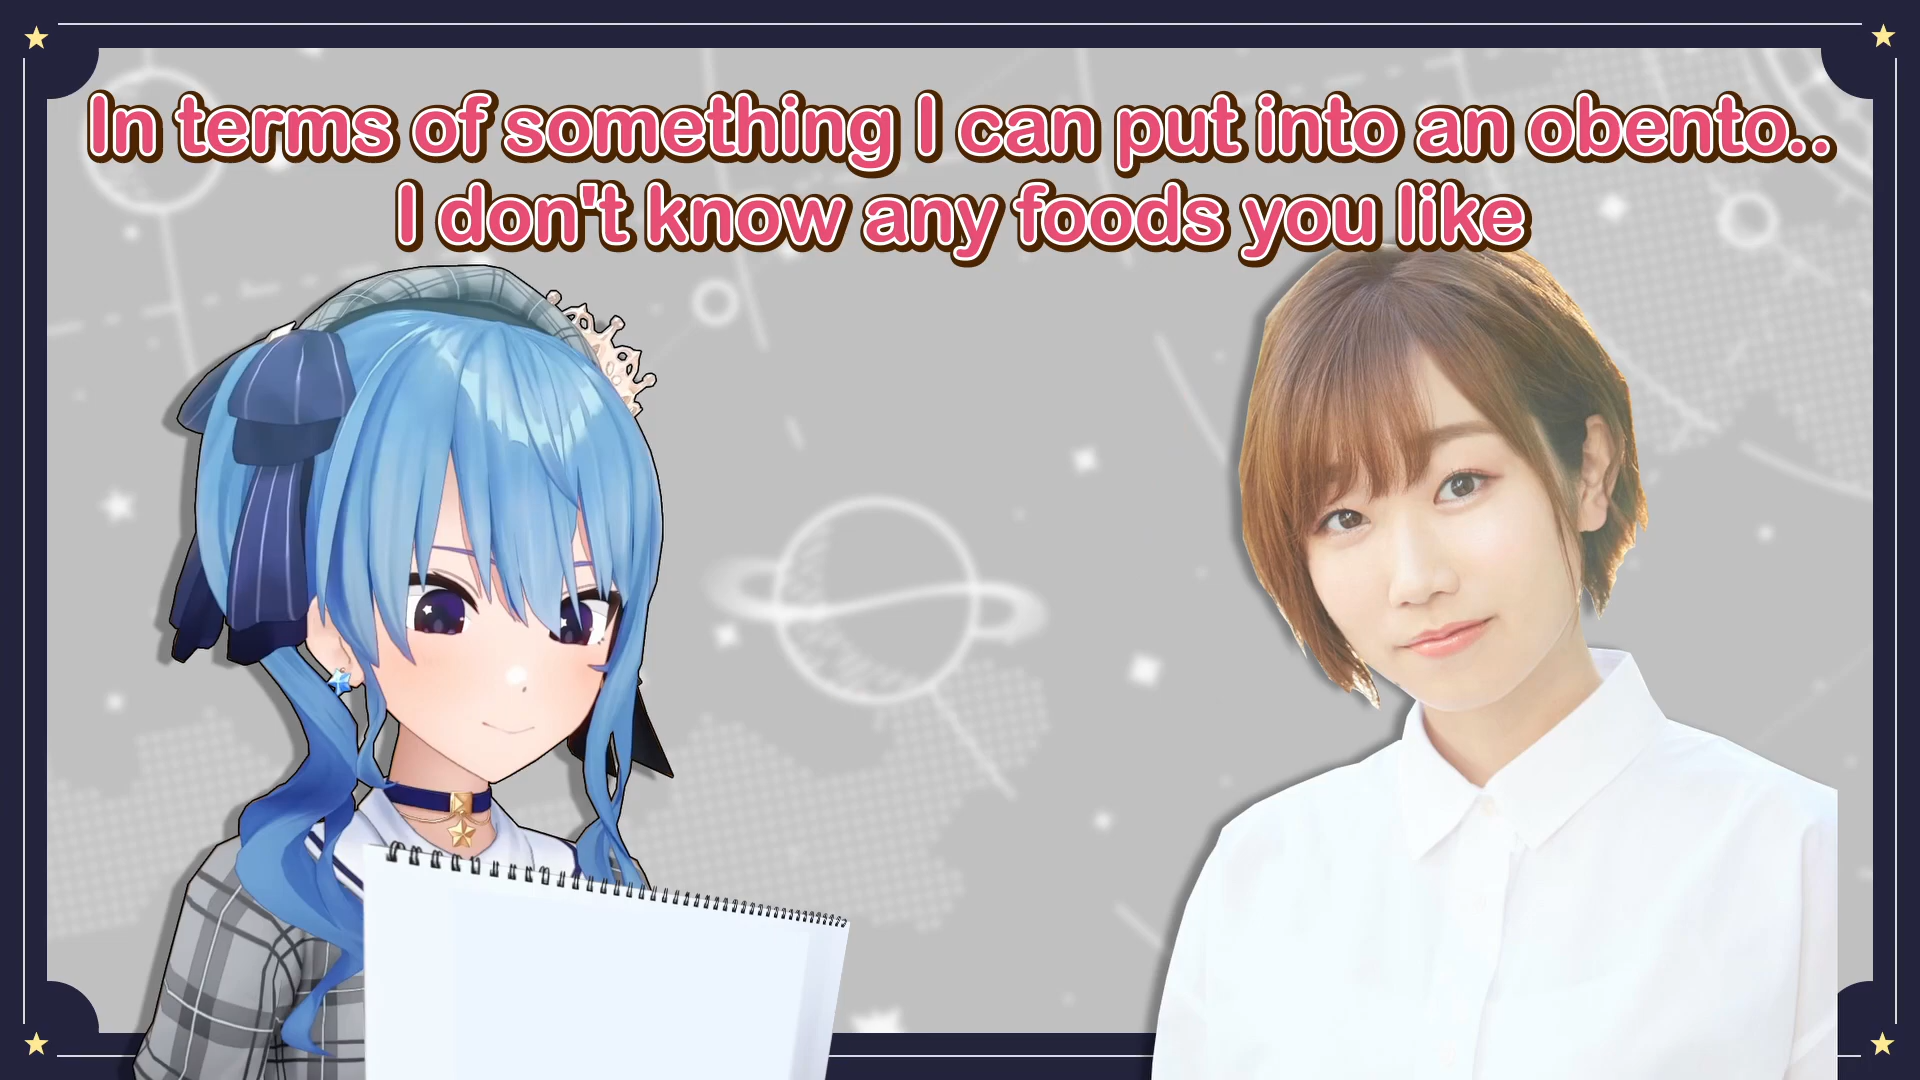 In terms of something I can put into an obento..
I don't know any foods you like